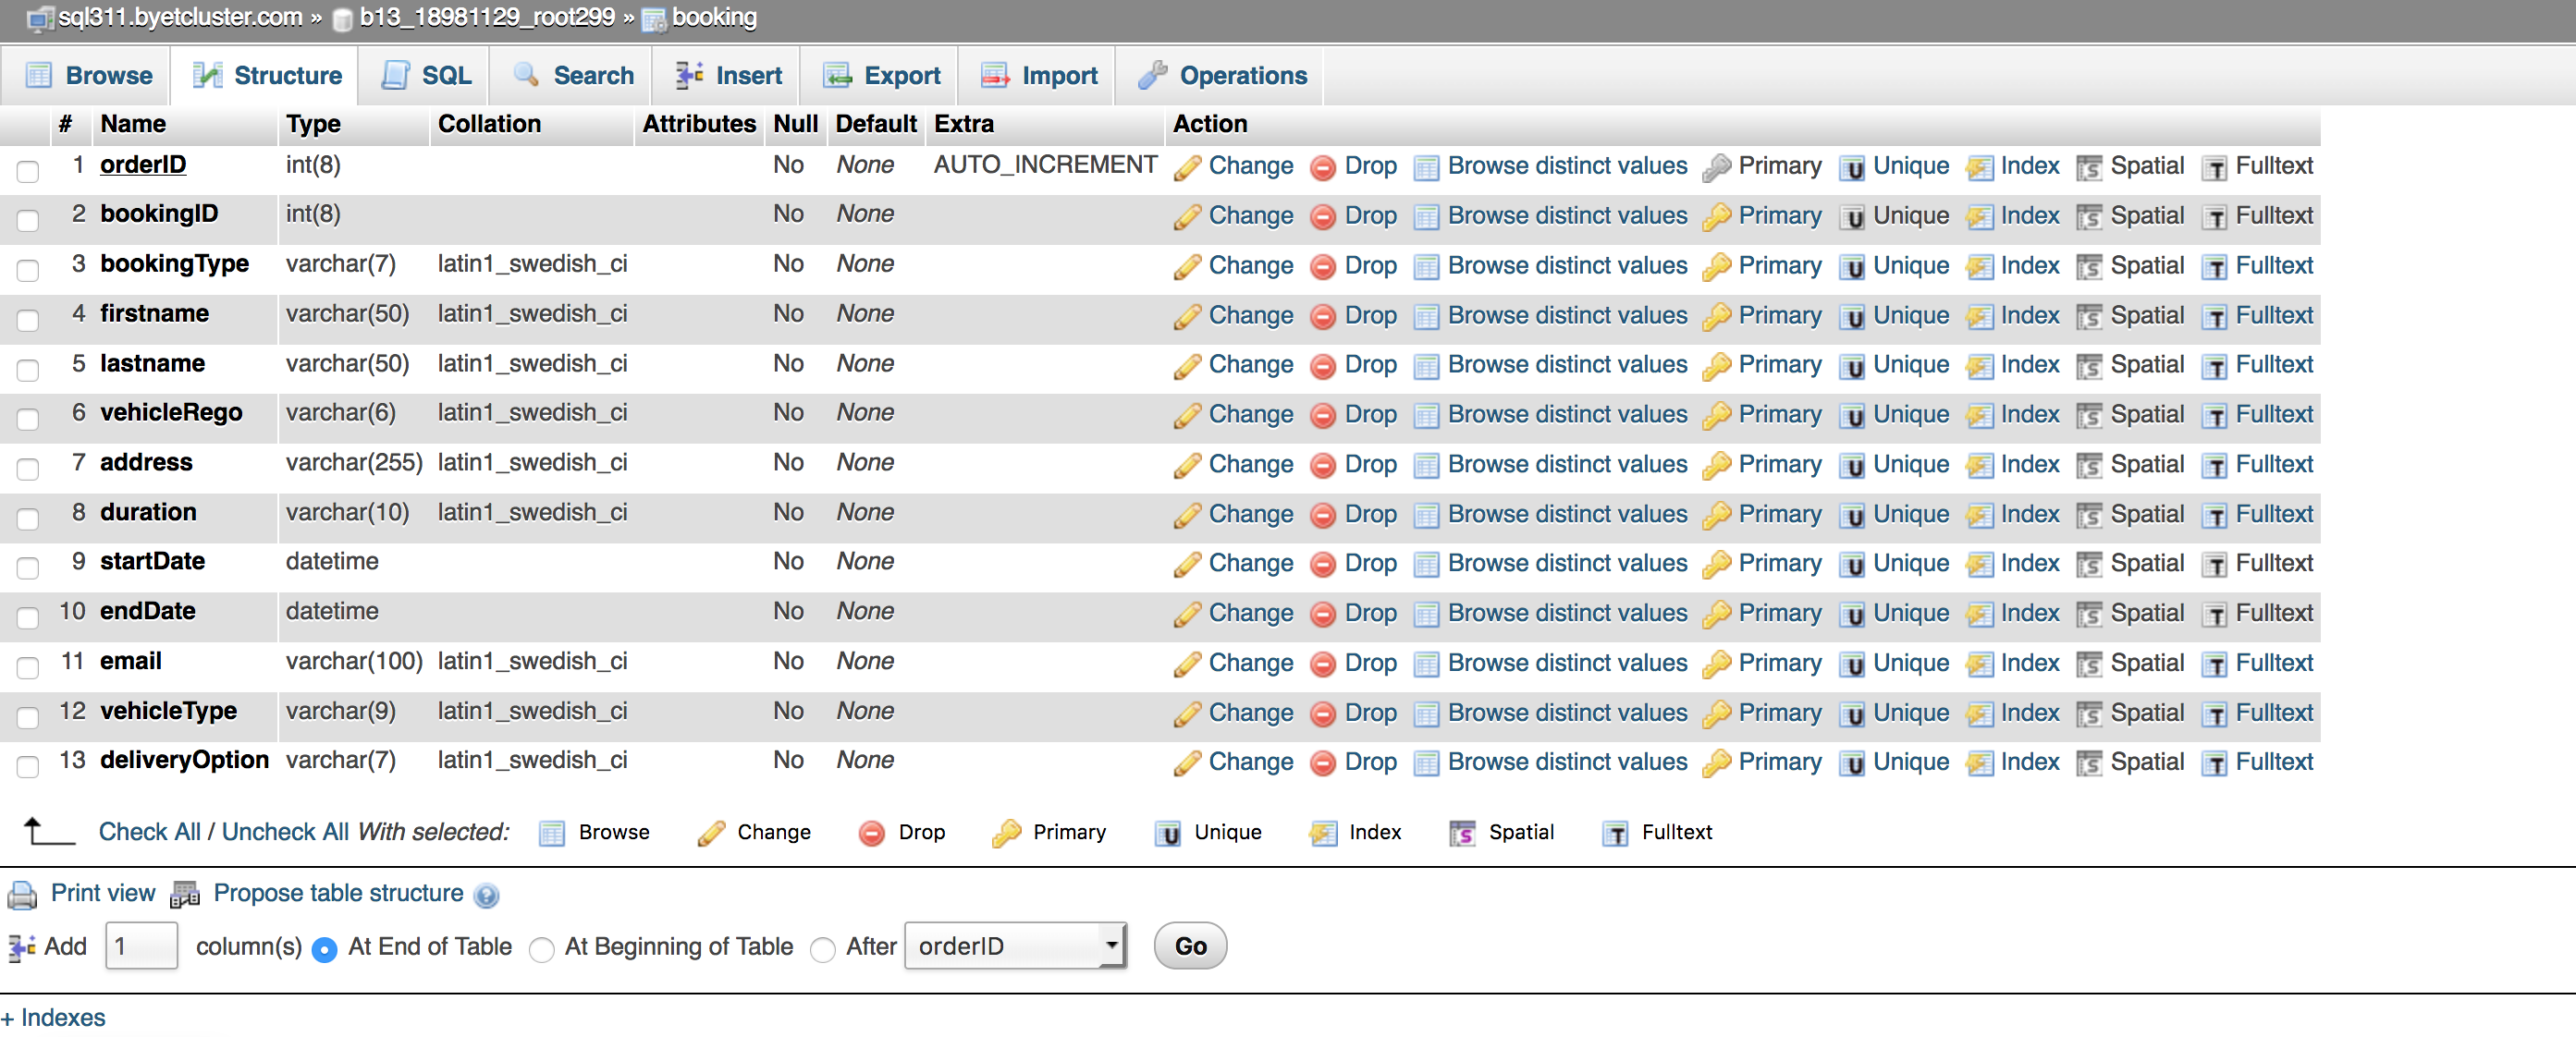 sql311.byetcluster.com » b13_18981129_root299 » booking
Browse Structure SQL Search Insert Export Import Operations
# Name Type Collation Attributes Null Default Extra Action
1 orderID int(8) No None AUTO_INCREMENT Change Drop Browse distinct values Primary Unique Index Spatial Fulltext
2 bookingID int(8) No None Change Drop Browse distinct values Primary Unique Index Spatial Fulltext
3 bookingType varchar(7) latin1_swedish_ci No None Change Drop Browse distinct values Primary Unique Index Spatial Fulltext
4 firstname varchar(50) latin1_swedish_ci No None Change Drop Browse distinct values Primary Unique Index Spatial Fulltext
5 lastname varchar(50) latin1_swedish_ci No None Change Drop Browse distinct values Primary Unique Index Spatial Fulltext
6 vehicleRego varchar(6) latin1_swedish_ci No None Change Drop Browse distinct values Primary Unique Index Spatial Fulltext
7 address varchar(255) latin1_swedish_ci No None Change Drop Browse distinct values Primary Unique Index Spatial Fulltext
8 duration varchar(10) latin1_swedish_ci No None Change Drop Browse distinct values Primary Unique Index Spatial Fulltext
9 startDate datetime No None Change Drop Browse distinct values Primary Unique Index Spatial Fulltext
10 endDate datetime No None Change Drop Browse distinct values Primary Unique Index Spatial Fulltext
11 email varchar(100) latin1_swedish_ci No None Change Drop Browse distinct values Primary Unique Index Spatial Fulltext
12 vehicleType varchar(9) latin1_swedish_ci No None Change Drop Browse distinct values Primary Unique Index Spatial Fulltext
13 deliveryOption varchar(7) latin1_swedish_ci No None Change Drop Browse distinct values Primary Unique Index Spatial Fulltext
Check All / Uncheck All With selected: Browse Change Drop Primary Unique Index Spatial Fulltext
Print view Propose table structure
Add 1 column(s) At End of Table At Beginning of Table After orderID Go
+ Indexes